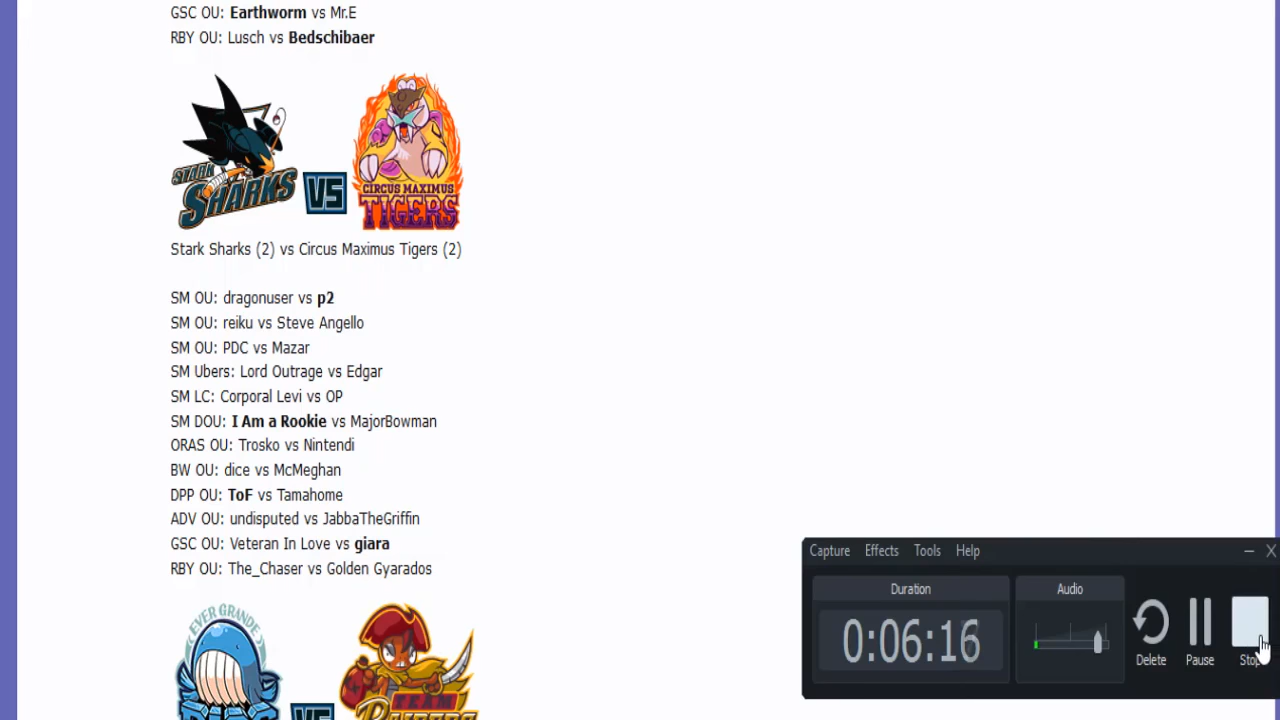 GSC OU: Earthworm vs Mr.E
RBY OU: Lusch vs Bedschibaer
STARK
SHARKS
VS
CIRCUS MAXIMUS
TIGERS
Stark Sharks (2) vs Circus Maximus Tigers (2)
SM OU: dragonuser vs p2
SM OU: reiku vs Steve Angello
SM OU: PDC vs Mazar
SM Ubers: Lord Outrage vs Edgar
SM LC: Corporal Levi vs OP
SM DOU: I Am a Rookie vs MajorBowman
ORAS OU: Trosko vs Nintendi
BW OU: dice vs McMeghan
DPP OU: ToF vs Tamahome
ADV OU: undisputed vs JabbaTheGriffin
GSC OU: Veteran In Love vs giara
RBY OU: The_Chaser vs Golden Gyarados
EVER GRANDE
VS
TEAM
RAIDERS
Capture Effects Tools Help
Duration
Audio
0:06:16
Delete Pause Stop